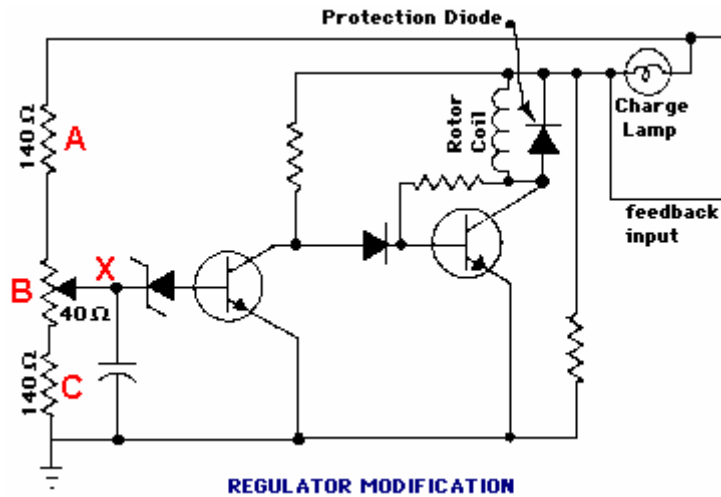 Protection
Diode
140Ω
A
Rotor
Coil
Charge
Lamp
feedback
input
X
B
40Ω
140Ω
C
REGULATOR MODIFICATION